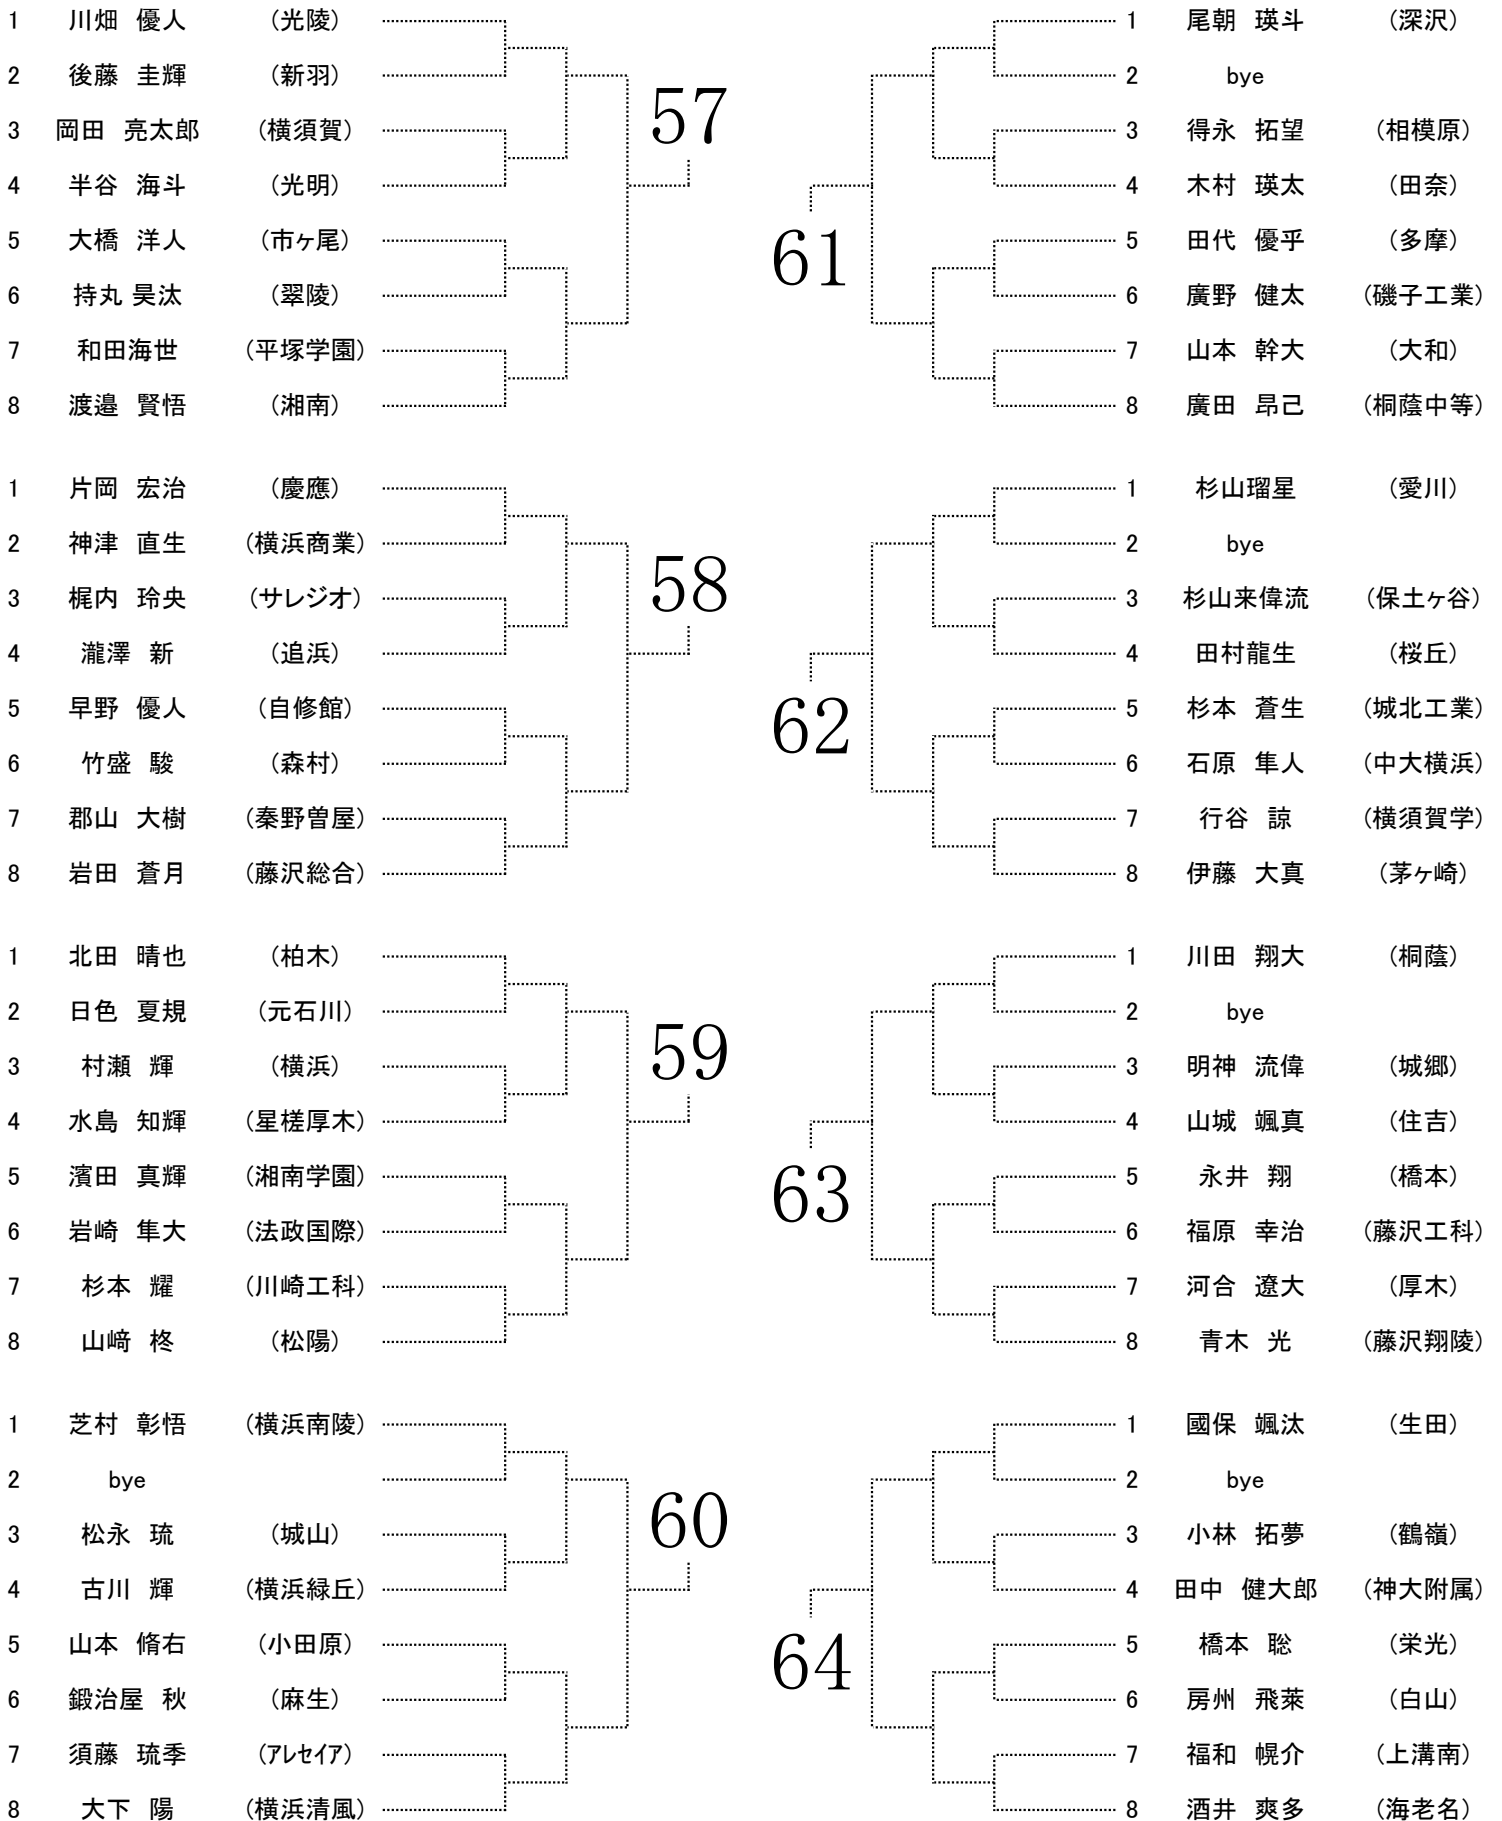 1 川畑 優人 (光陵)
2 後藤 圭輝 (新羽)
3 岡田 亮太郎 (横須賀)
4 半谷 海斗 (光明)
5 大橋 洋人 (市ヶ尾)
6 持丸 昊汰 (翠陵)
7 和田海世 (平塚学園)
8 渡邉 賢悟 (湘南)
57
1 片岡 宏治 (慶應)
2 神津 直生 (横浜商業)
3 梶内 玲央 (サレジオ)
4 瀧澤 新 (追浜)
5 早野 優人 (自修館)
6 竹盛 駿 (森村)
7 郡山 大樹 (秦野曽屋)
8 岩田 蒼月 (藤沢総合)
58
1 北田 晴也 (柏木)
2 日色 夏規 (元石川)
3 村瀬 輝 (横浜)
4 水島 知輝 (星槎厚木)
5 濱田 真輝 (湘南学園)
6 岩崎 隼大 (法政国際)
7 杉本 耀 (川崎工科)
8 山﨑 柊 (松陽)
59
1 芝村 彰悟 (横浜南陵)
2 bye
3 松永 琉 (城山)
4 古川 輝 (横浜緑丘)
5 山本 脩右 (小田原)
6 鍛治屋 秋 (麻生)
7 須藤 琉季 (アレセイア)
8 大下 陽 (横浜清風)
60
1 尾朝 瑛斗 (深沢)
2 bye
3 得永 拓望 (相模原)
4 木村 瑛太 (田奈)
5 田代 優乎 (多摩)
6 廣野 健太 (磯子工業)
7 山本 幹大 (大和)
8 廣田 昂己 (桐蔭中等)
61
1 杉山瑠星 (愛川)
2 bye
3 杉山来偉流 (保土ヶ谷)
4 田村龍生 (桜丘)
5 杉本 蒼生 (城北工業)
6 石原 隼人 (中大横浜)
7 行谷 諒 (横須賀学)
8 伊藤 大真 (茅ヶ崎)
62
1 川田 翔大 (桐蔭)
2 bye
3 明神 流偉 (城郷)
4 山城 颯真 (住吉)
5 永井 翔 (橋本)
6 福原 幸治 (藤沢工科)
7 河合 遼大 (厚木)
8 青木 光 (藤沢翔陵)
63
1 國保 颯汰 (生田)
2 bye
3 小林 拓夢 (鶴嶺)
4 田中 健大郎 (神大附属)
5 橋本 聡 (栄光)
6 房州 飛莱 (白山)
7 福和 幌介 (上溝南)
8 酒井 爽多 (海老名)
64